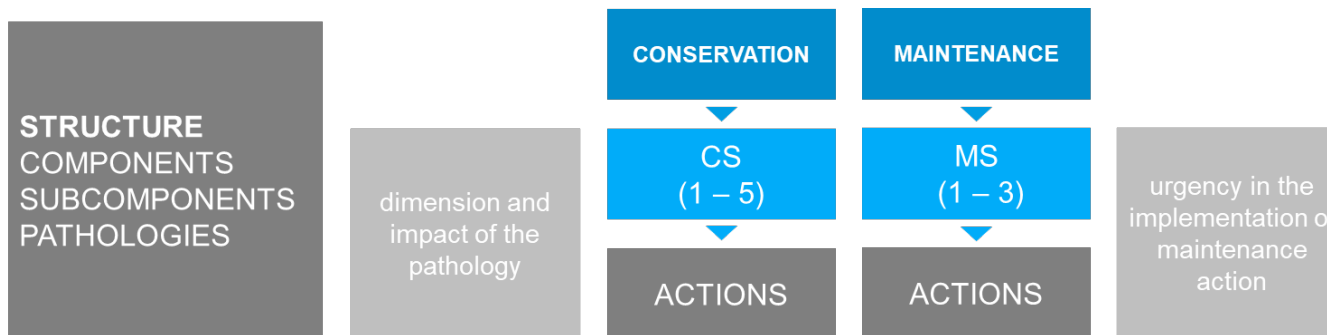 STRUCTURE
COMPONENTS
SUBCOMPONENTS
PATHOLOGIES
dimension and
impact of the
pathology
CONSERVATION
CS
(1 – 5)
ACTIONS
MAINTENANCE
MS
(1 – 3)
ACTIONS
urgency in the
implementation o
maintenance
action